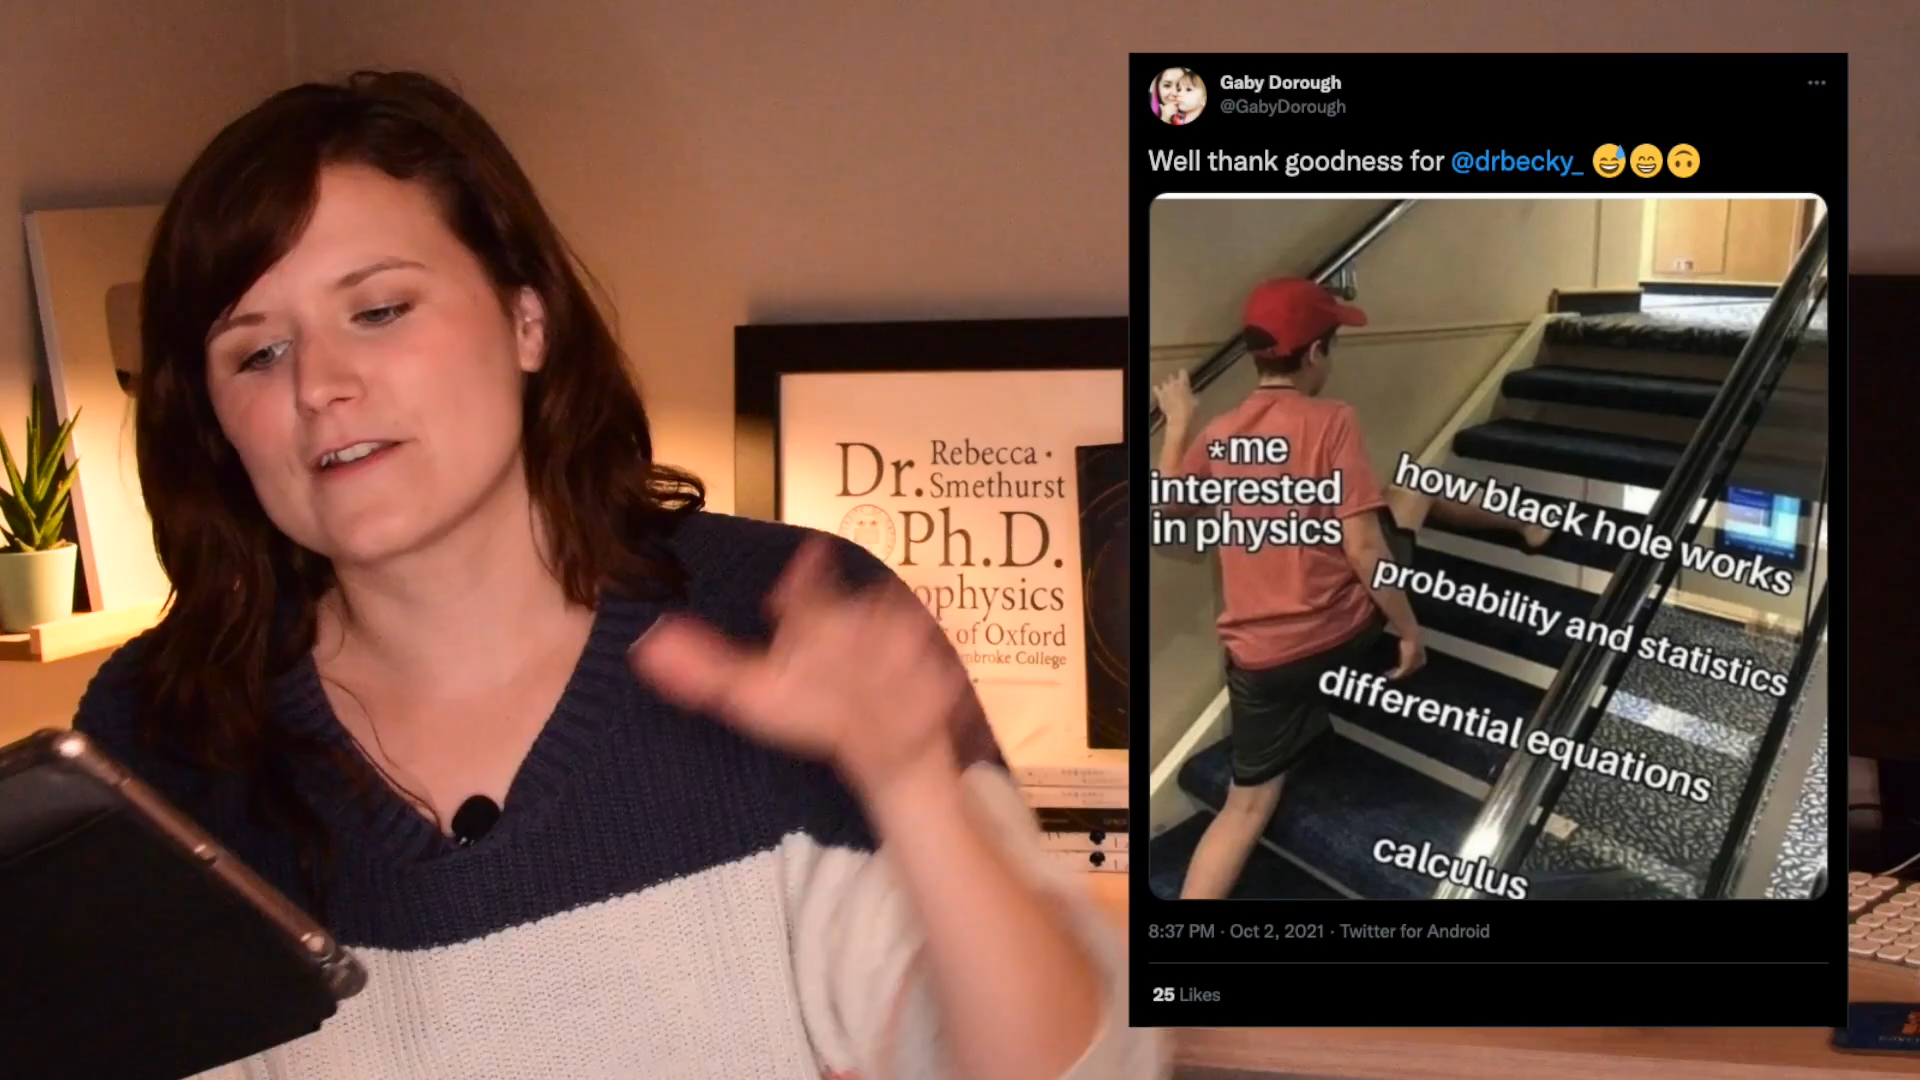 Dr. Rebecca •
Smethurst
Ph.D.
ophysics
of Oxford
mbroke College
Gaby Dorough
@GabyDorough
Well thank goodness for @drbecky_ 😅😁🙃
*me
interested
in physics
how black hole works
probability and statistics
differential equations
calculus
8:37 PM · Oct 2, 2021 · Twitter for Android
25 Likes